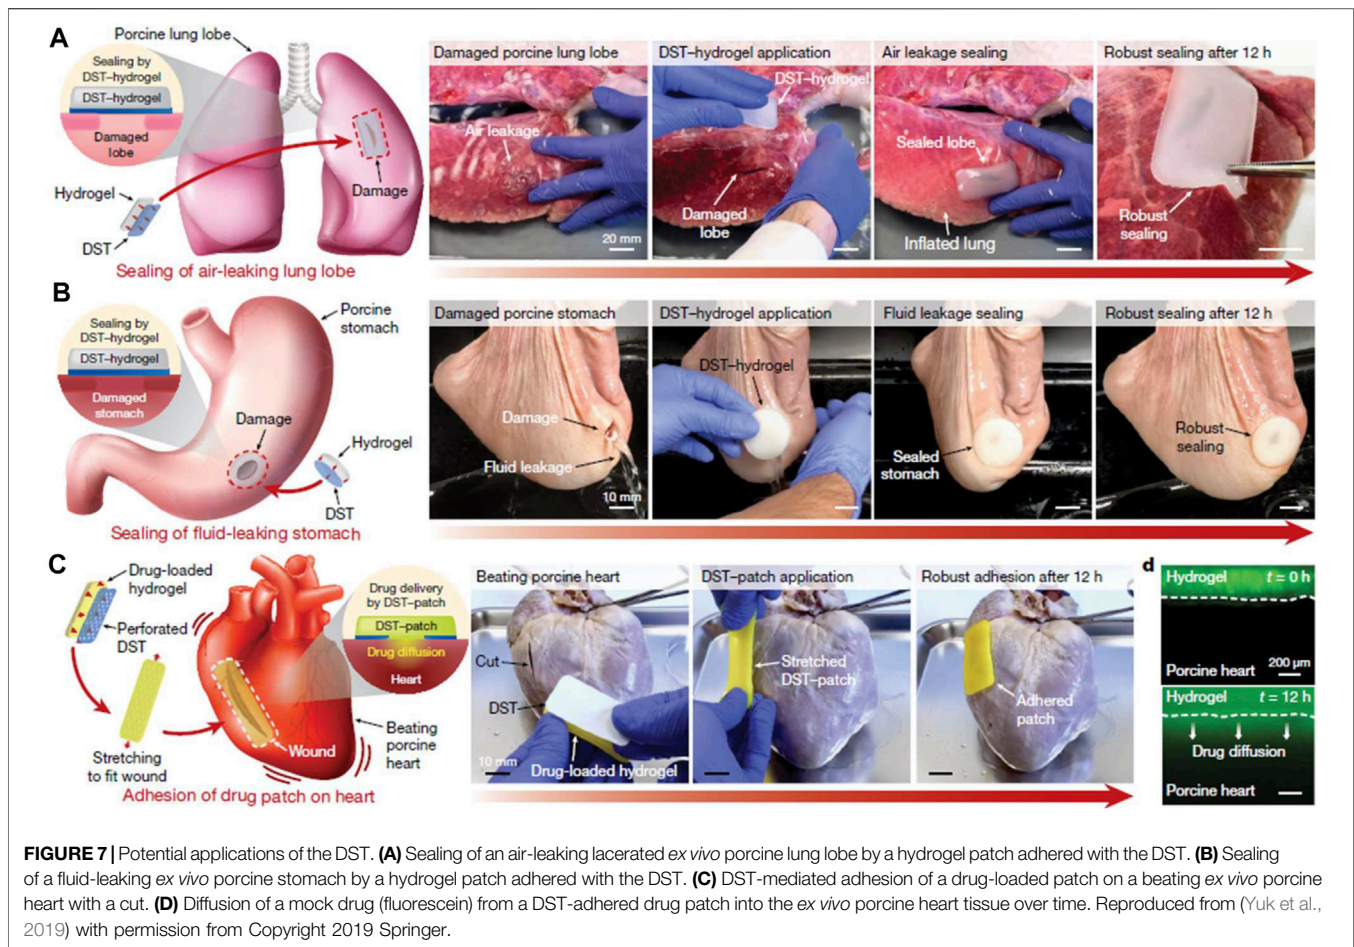 A
Porcine lung lobe
Sealing by
DST–hydrogel
DST–hydrogel
Damaged
lobe
Hydrogel
DST
Damage
Sealing of air-leaking lung lobe
Damaged porcine lung lobe
Air leakage
20 mm
DST–hydrogel application
DST–hydrogel
Damaged
lobe
Air leakage sealing
Sealed lobe
Inflated lung
Robust sealing after 12 h
Robust
sealing
B
Porcine
stomach
Sealing by
DST–hydrogel
DST–hydrogel
Damaged
stomach
Damage
Hydrogel
DST
Sealing of fluid-leaking stomach
Damaged porcine stomach
Damage
Fluid leakage
10 mm
DST–hydrogel application
DST–hydrogel
Fluid leakage sealing
Sealed
stomach
Robust sealing after 12 h
Robust
sealing
C
Drug-loaded
hydrogel
Perforated
DST
Stretching
to fit wound
Drug delivery
by DST–patch
DST–patch
Drug diffusion
Heart
Wound
Beating
porcine
heart
Adhesion of drug patch on heart
Beating porcine heart
Cut
DST
10 mm
Drug-loaded hydrogel
DST–patch application
Stretched
DST–patch
Robust adhesion after 12 h
Adhered
patch
d
Hydrogel t = 0 h
200 µm
Porcine heart
Hydrogel t = 12 h
Drug diffusion
Porcine heart
FIGURE 7 | Potential applications of the DST. (A) Sealing of an air-leaking lacerated ex vivo porcine lung lobe by a hydrogel patch adhered with the DST. (B) Sealing
of a fluid-leaking ex vivo porcine stomach by a hydrogel patch adhered with the DST. (C) DST-mediated adhesion of a drug-loaded patch on a beating ex vivo porcine
heart with a cut. (D) Diffusion of a mock drug (fluorescein) from a DST-adhered drug patch into the ex vivo porcine heart tissue over time. Reproduced from (Yuk et al.,
2019) with permission from Copyright 2019 Springer.